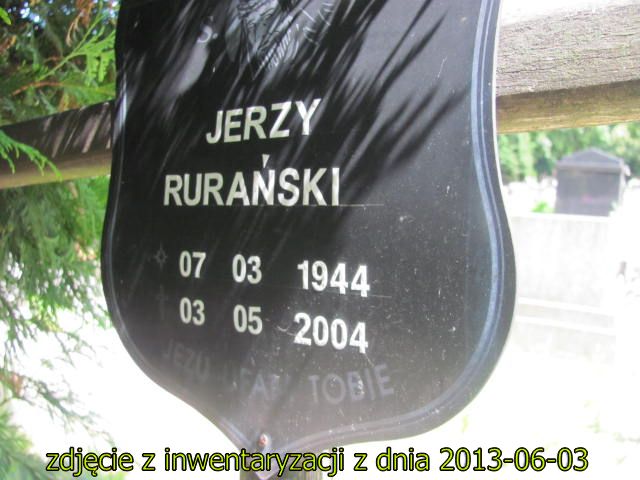 Ś.
JERZY
RURAŃSKI
07 03 1944
03 05 2004
JEZU UFAM TOBIE
zdjęcie z inwentaryzacji z dnia 2013-06-03